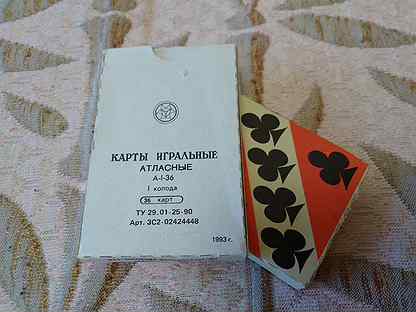 КАРТЫ ИГРАЛЬНЫЕ
АТЛАСНЫЕ
А-I-36
I колода
36 карт
ТУ 29.01-25-90
Арт. 3С2-02424448
1993 г.